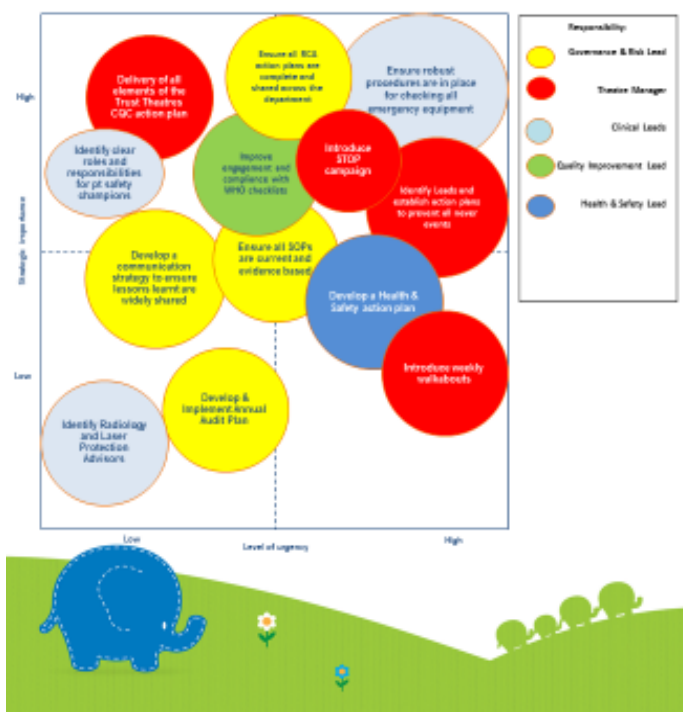 Responsibility:
Governance & Risk Lead
Theatre Manager
Clinical Leads
Quality Improvement Lead
Health & Safety Lead
Strategic importance
High
Low
Delivery of all
elements of the
Trust Theatres
CQC action plan
Ensure all RCA
action plans are
complete and
shared across the
department
Ensure robust
procedures are in place
for checking all
emergency equipment
Identify clear
roles and
responsibilities
for pt safety
champions
Improve
engagement and
compliance with
WHO checklists
Introduce
STOP
campaign
Identify Leads and
establish action plans
to prevent all never
events
Develop a
communication
strategy to ensure
lessons learnt are
widely shared
Ensure all SOPs
are current and
evidence based
Develop a Health &
Safety action plan
Introduce weekly
walkabouts
Develop &
Implement Annual
Audit Plan
Identify Radiology
and Laser
Protection
Advisors
Low
Level of urgency
High